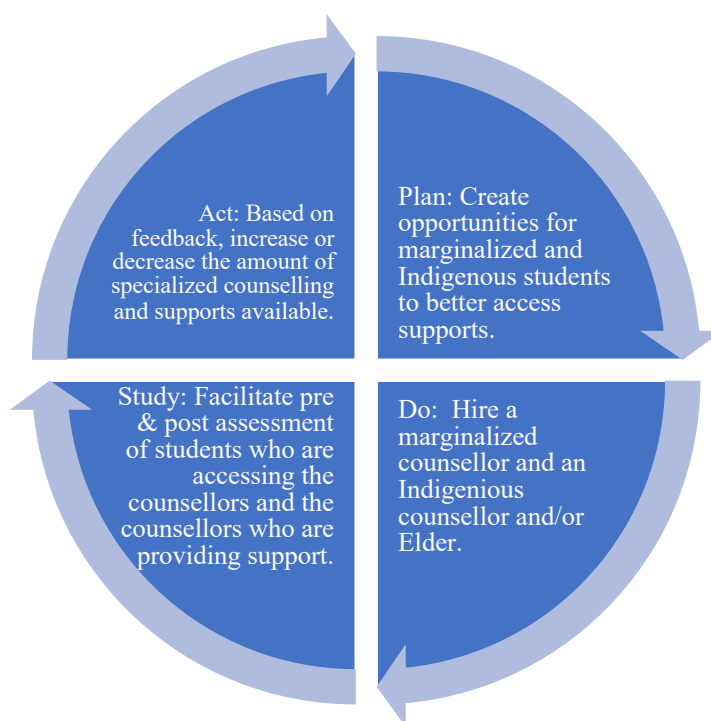 Act: Based on
feedback, increase or
decrease the amount of
specialized counselling
and supports available.
Plan: Create
opportunities for
marginalized and
Indigenous students
to better access
supports.
Study: Facilitate pre
& post assessment
of students who are
accessing the
counsellors and the
counsellors who are
providing support.
Do:  Hire a
marginalized
counsellor and an
Indigenious
counsellor and/or
Elder.